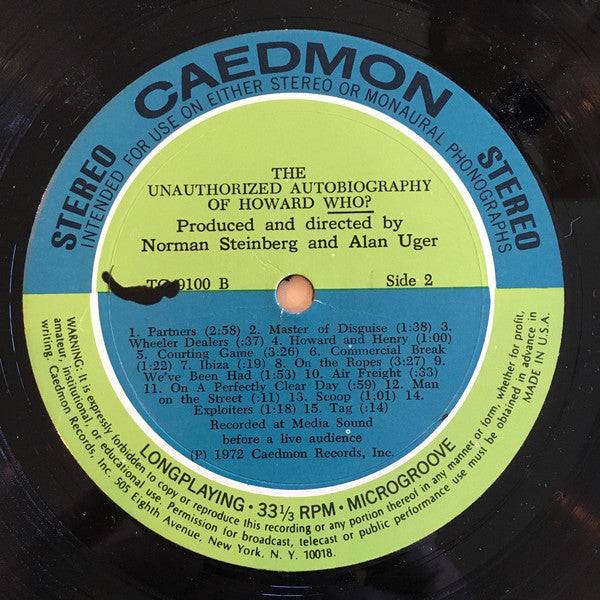 CAEDMON
INTENDED FOR USE ON EITHER STEREO OR MONAURAL PHONOGRAPHS
STEREO
STEREO
THE
UNAUTHORIZED AUTOBIOGRAPHY
OF HOWARD WHO?
Produced and directed by
Norman Steinberg and Alan Uger
TC 9100 B Side 2
1. Partners (2:58) 2. Master of Disguise (1:38) 3.
Wheeler Dealers (:37) 4. Howard and Henry (1:00)
5. Courting Game (3:26) 6. Commercial Break
(1:22) 7. Ibiza (:19) 8. On the Ropes (3:27) 9.
We've Been Had (1:53) 10. Air Freight (:33)
11. On A Perfectly Clear Day (:59) 12. Man
on the Street (:11) 13. Scoop (1:01) 14.
Exploiters (1:18) 15. Tag (:14)
Recorded at Media Sound
before a live audience
(P) 1972 Caedmon Records, Inc.
LONGPLAYING • 33 1/3 RPM • MICROGROOVE
WARNING: It is expressly forbidden to copy or reproduce this recording or any portion thereof in any manner or form, whether for profit,
amateur, institutional, or educational use. Permission for broadcast, telecast or public performance use must be obtained in advance in
writing. Caedmon Records, Inc. 505 Eighth Avenue, New York, N. Y. 10018.
MADE IN U.S.A.